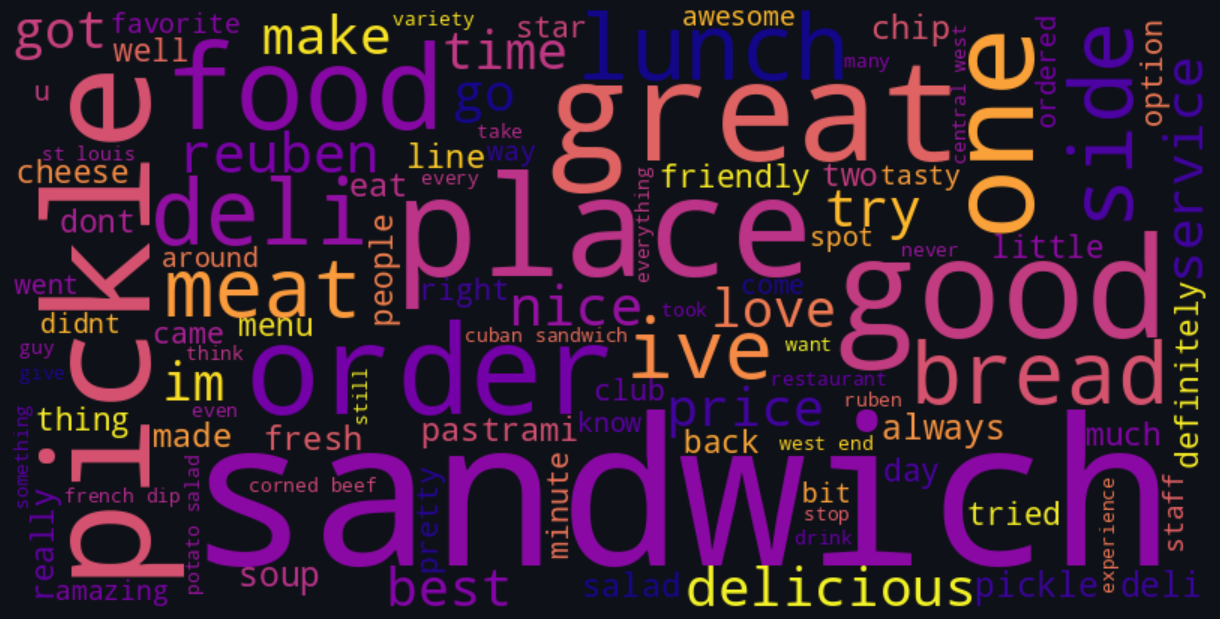 got
favorite
well
make
variety
star
time
lunch
awesome
chip
many
central west
one
ordered
side
option
service
u
pickle
food
go
great
take
st louis
cheese
reuben
line
way
eat
every
friendly
two
tasty
dont
deli
place
everything
try
spot
never
little
around
people
went
meat
right
nice
come
took
love
good
didnt
came
menu
cuban sandwich
ive
want
guy
think
order
restaurant
bread
definitely
give
im
still
club
price
ruben
thing
even
know
something
made
fresh
pastrami
back
west end
always
much
sandwich
day
french dip
corned beef
potato salad
pretty
minute
bit
stop
tried
staff
experience
drink
really
amazing
soup
best
salad
delicious
pickle deli